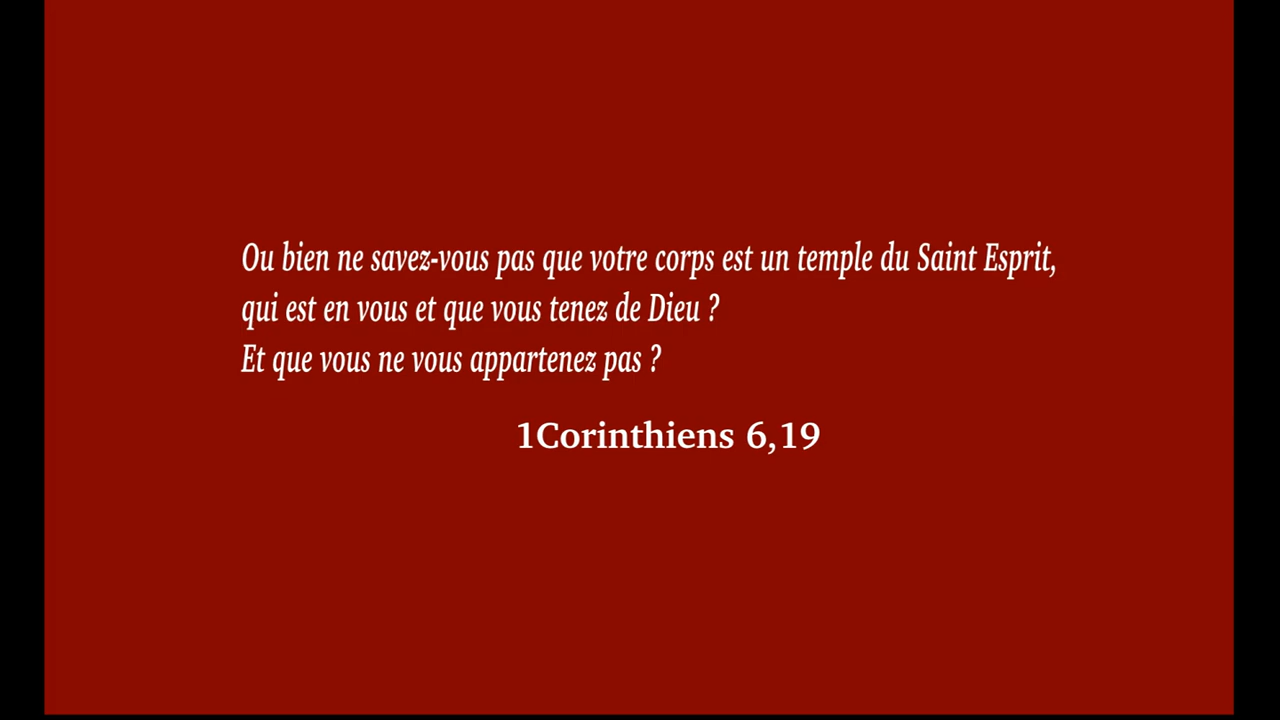 Ou bien ne savez-vous pas que votre corps est un temple du Saint Esprit,
qui est en vous et que vous tenez de Dieu ?
Et que vous ne vous appartenez pas ?
1Corinthiens 6,19